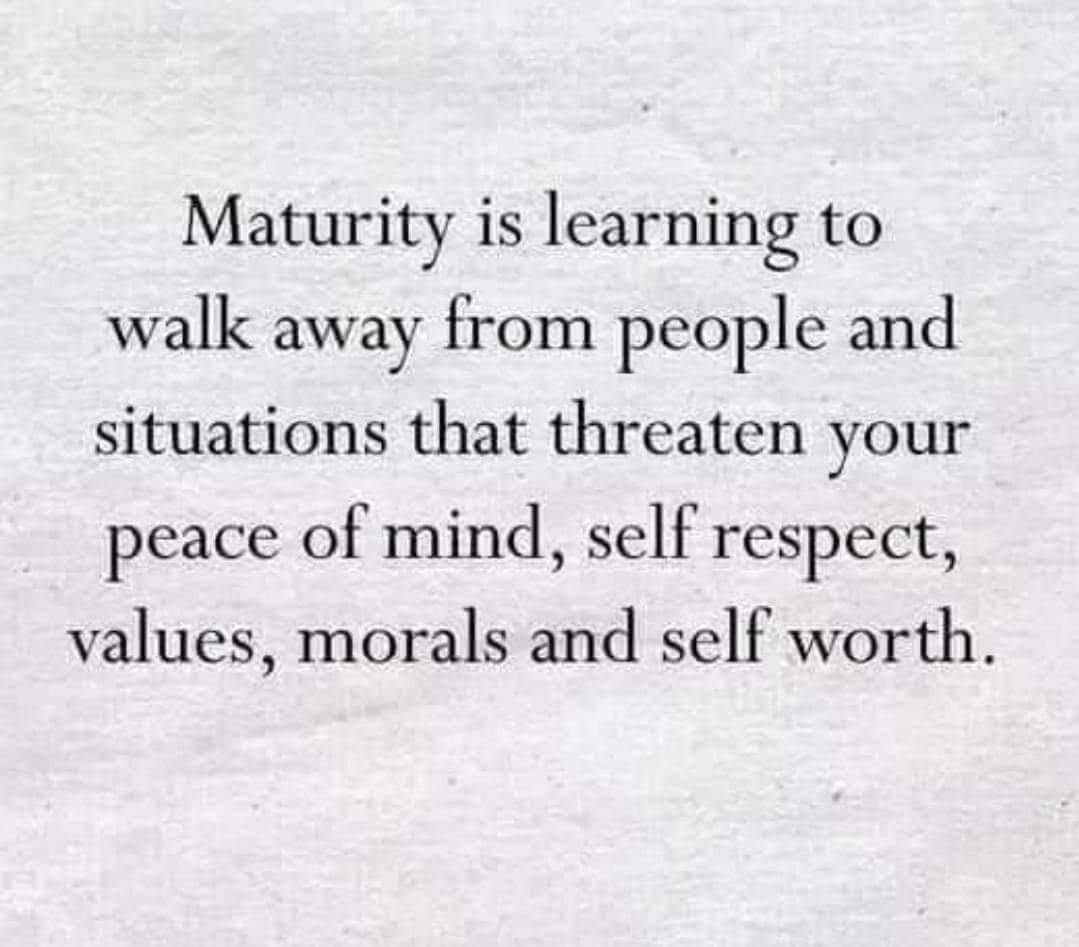 Maturity is learning to
walk away from people and
situations that threaten your
peace of mind, self respect,
values, morals and self worth.